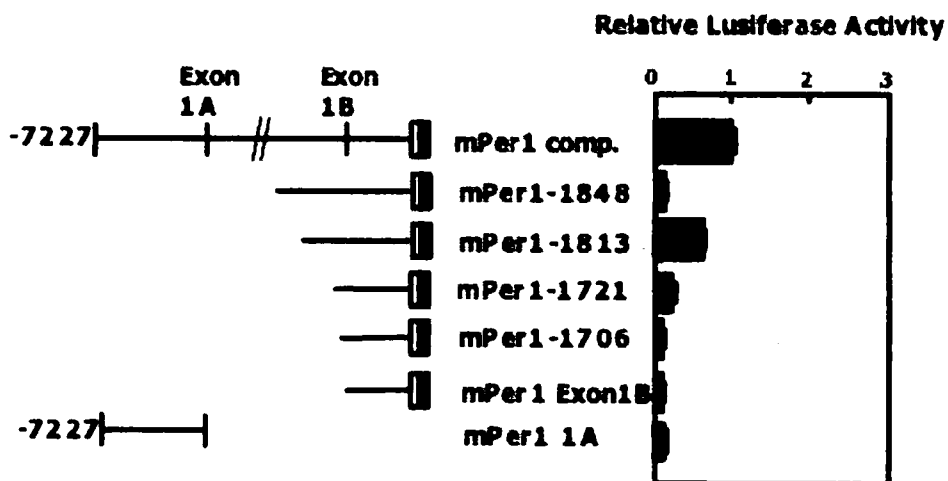 Relative Lusiferase Activity
Exon 1A
Exon 1B
0 1 2 3
-7227
mPer1 comp.
mPer1-1848
mPer1-1813
mPer1-1721
mPer1-1706
mPer1 Exon1B
-7227
mPer1 1A